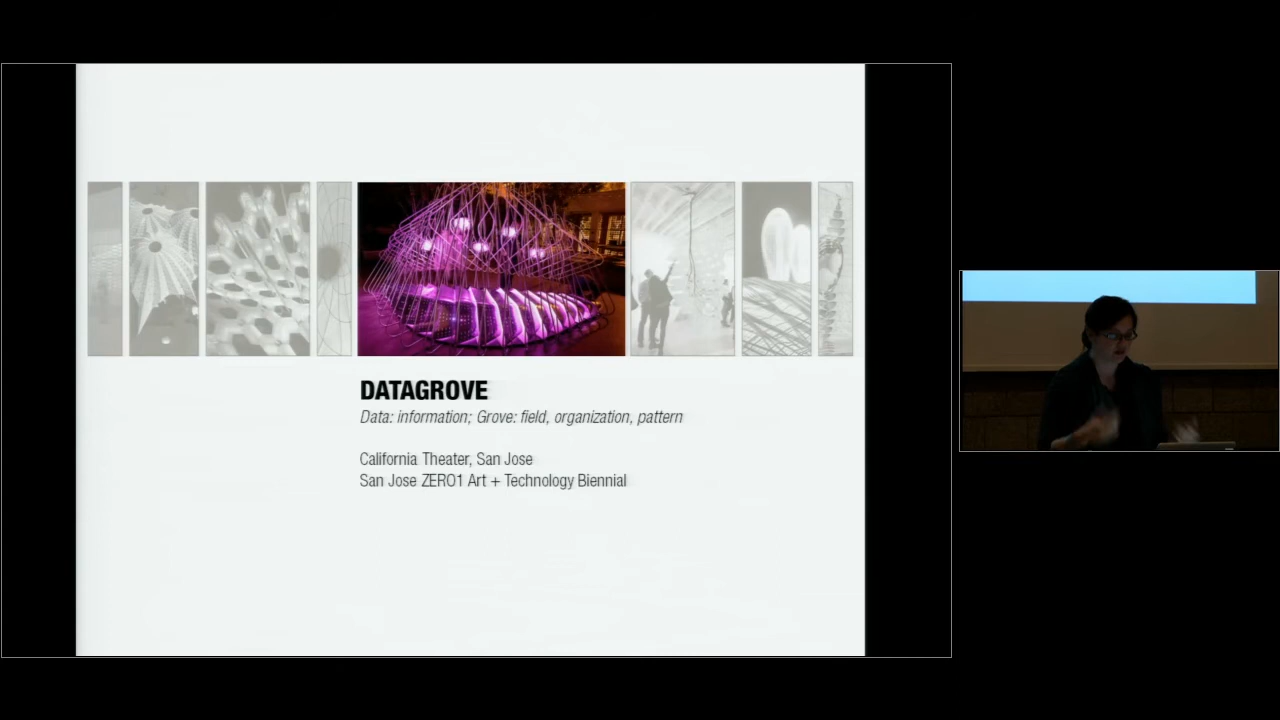 DATAGROVE
Data: information; Grove: field, organization, pattern
California Theater, San Jose
San Jose ZERO1 Art + Technology Biennial